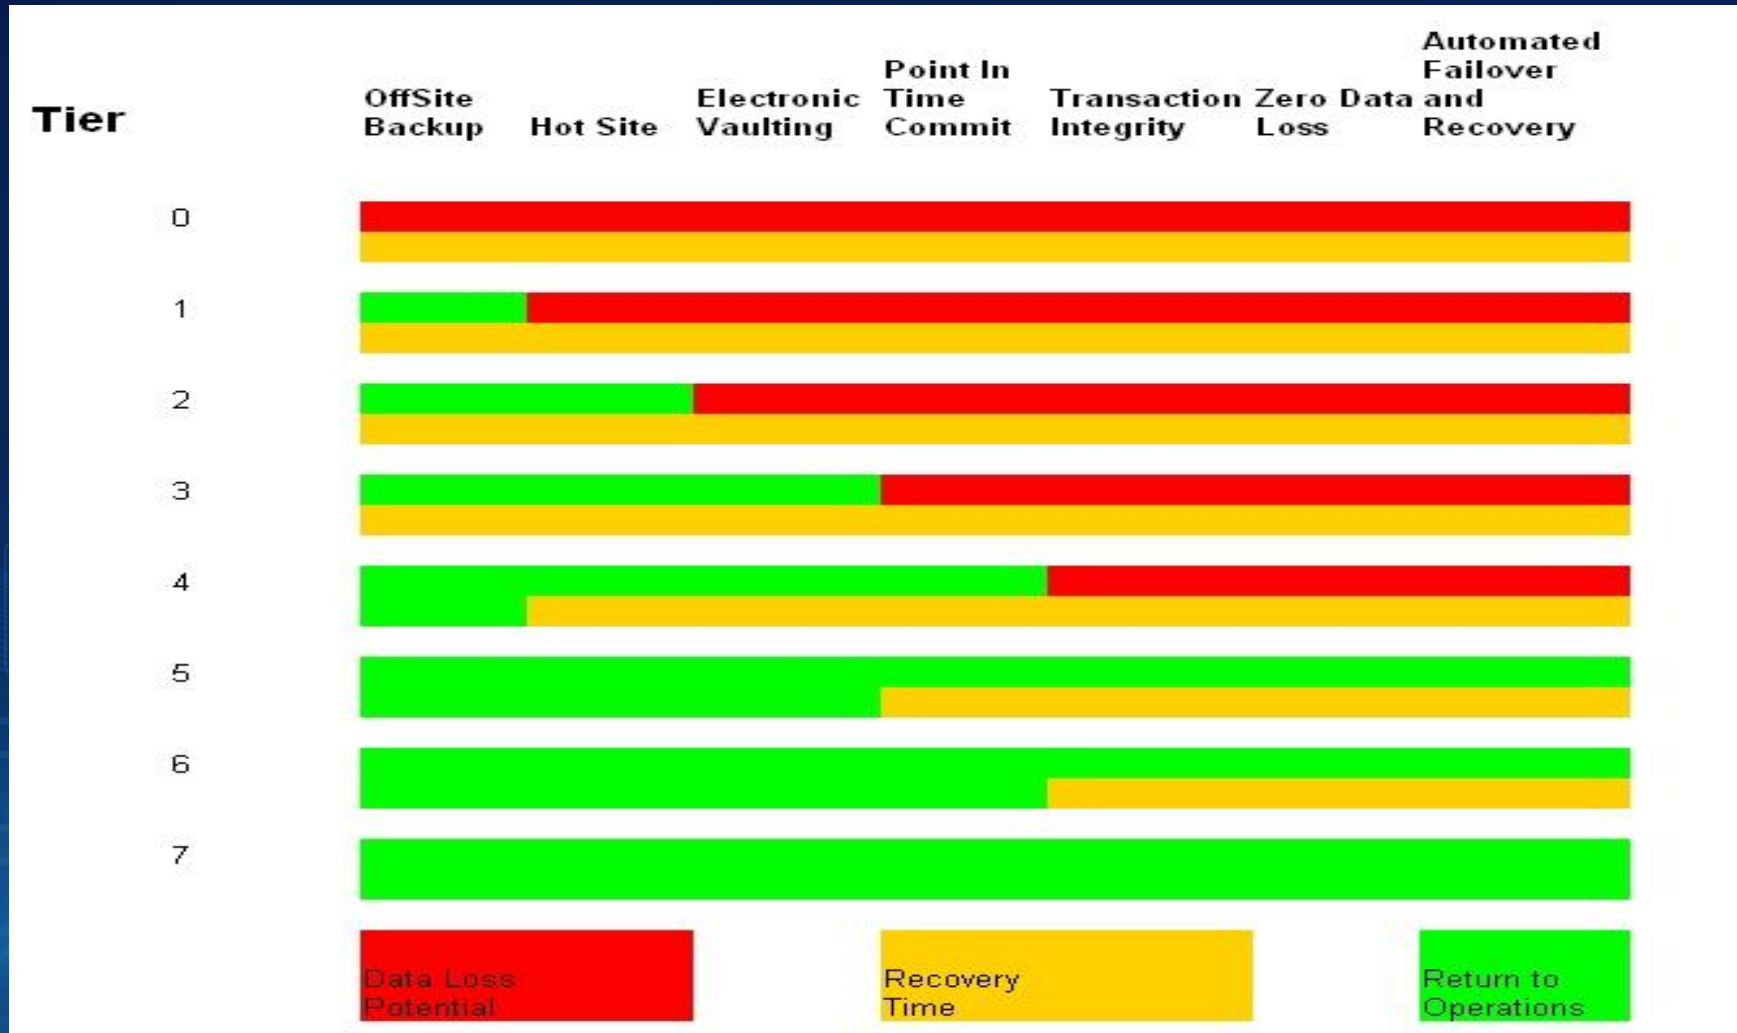 Tier
OffSite
Backup
Hot Site
Electronic
Vaulting
Point In
Time
Commit
Transaction
Integrity
Zero Data
Loss
Automated
Failover
and
Recovery
0
1
2
3
4
5
6
7
Data Loss
Potential
Recovery
Time
Return to
Operations